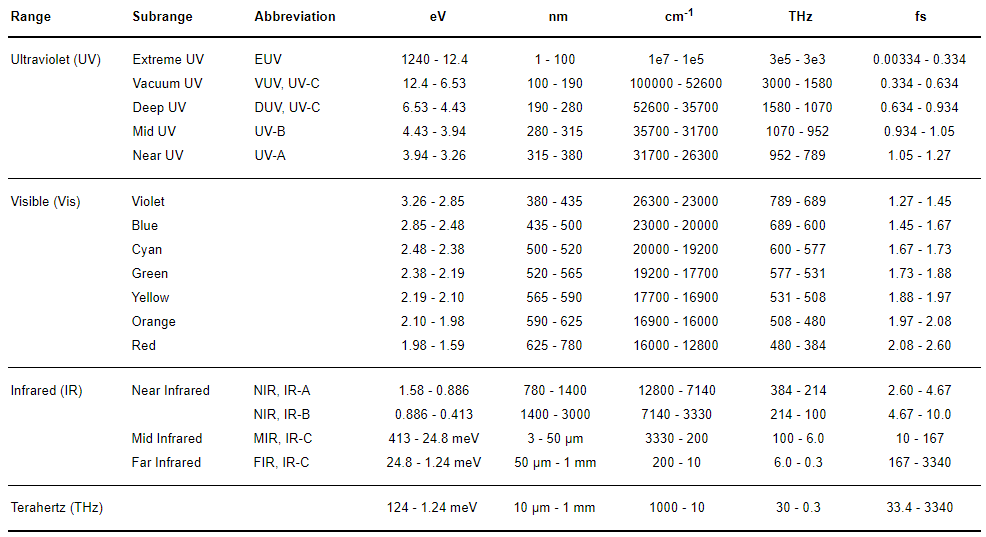 Range Subrange Abbreviation eV nm cm-1 THz fs
Ultraviolet (UV) Extreme UV EUV 1240 - 12.4 1 - 100 1e7 - 1e5 3e5 - 3e3 0.00334 - 0.334
Vacuum UV VUV, UV-C 12.4 - 6.53 100 - 190 100000 - 52600 3000 - 1580 0.334 - 0.634
Deep UV DUV, UV-C 6.53 - 4.43 190 - 280 52600 - 35700 1580 - 1070 0.634 - 0.934
Mid UV UV-B 4.43 - 3.94 280 - 315 35700 - 31700 1070 - 952 0.934 - 1.05
Near UV UV-A 3.94 - 3.26 315 - 380 31700 - 26300 952 - 789 1.05 - 1.27
Visible (Vis) Violet 3.26 - 2.85 380 - 435 26300 - 23000 789 - 689 1.27 - 1.45
Blue 2.85 - 2.48 435 - 500 23000 - 20000 689 - 600 1.45 - 1.67
Cyan 2.48 - 2.38 500 - 520 20000 - 19200 600 - 577 1.67 - 1.73
Green 2.38 - 2.19 520 - 565 19200 - 17700 577 - 531 1.73 - 1.88
Yellow 2.19 - 2.10 565 - 590 17700 - 16900 531 - 508 1.88 - 1.97
Orange 2.10 - 1.98 590 - 625 16900 - 16000 508 - 480 1.97 - 2.08
Red 1.98 - 1.59 625 - 780 16000 - 12800 480 - 384 2.08 - 2.60
Infrared (IR) Near Infrared NIR, IR-A 1.58 - 0.886 780 - 1400 12800 - 7140 384 - 214 2.60 - 4.67
NIR, IR-B 0.886 - 0.413 1400 - 3000 7140 - 3330 214 - 100 4.67 - 10.0
Mid Infrared MIR, IR-C 413 - 24.8 meV 3 - 50 µm 3330 - 200 100 - 6.0 10 - 167
Far Infrared FIR, IR-C 24.8 - 1.24 meV 50 µm - 1 mm 200 - 10 6.0 - 0.3 167 - 3340
Terahertz (THz) 124 - 1.24 meV 10 µm - 1 mm 1000 - 10 30 - 0.3 33.4 - 3340